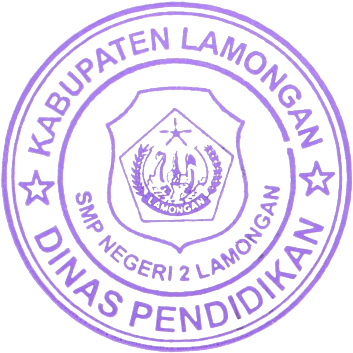 KABUPATEN LAMONGAN
LAMONGAN
SMP NEGERI 2 LAMONGAN
DINAS PENDIDIKAN